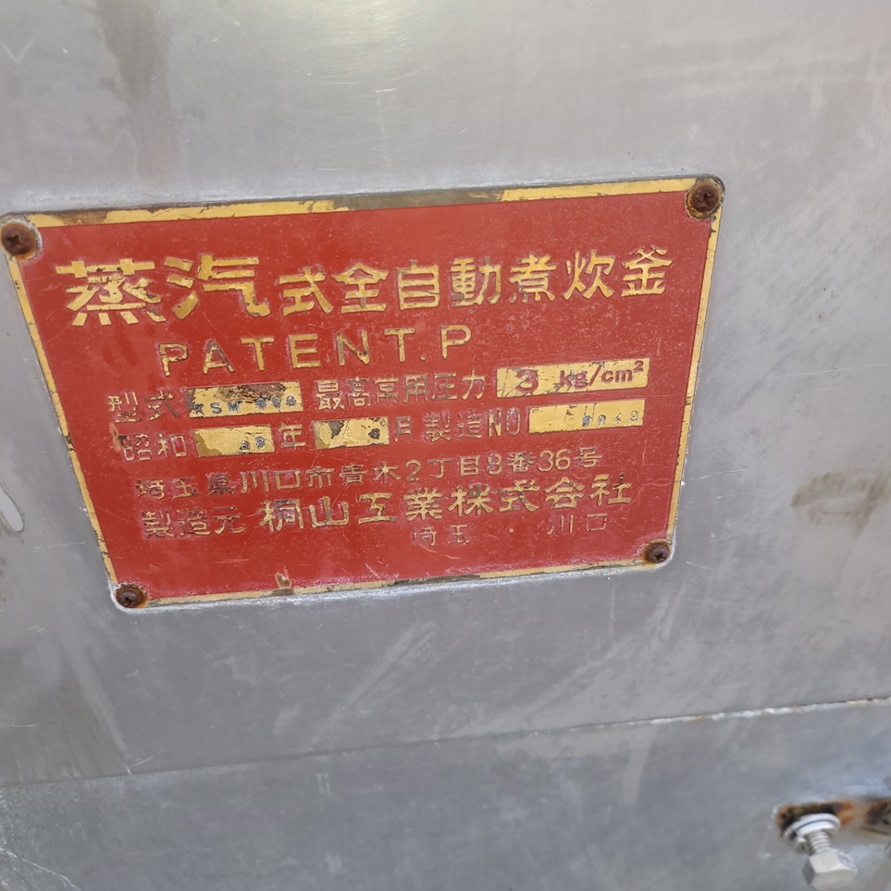 蒸汽式全自動煮炊釜
PATENT.P
型式 最高常用圧力 3 kg/cm²
昭和 年 月製造NO
埼玉県川口市青木2丁目8番36号
製造元 桐山工業株式会社
埼玉・川口